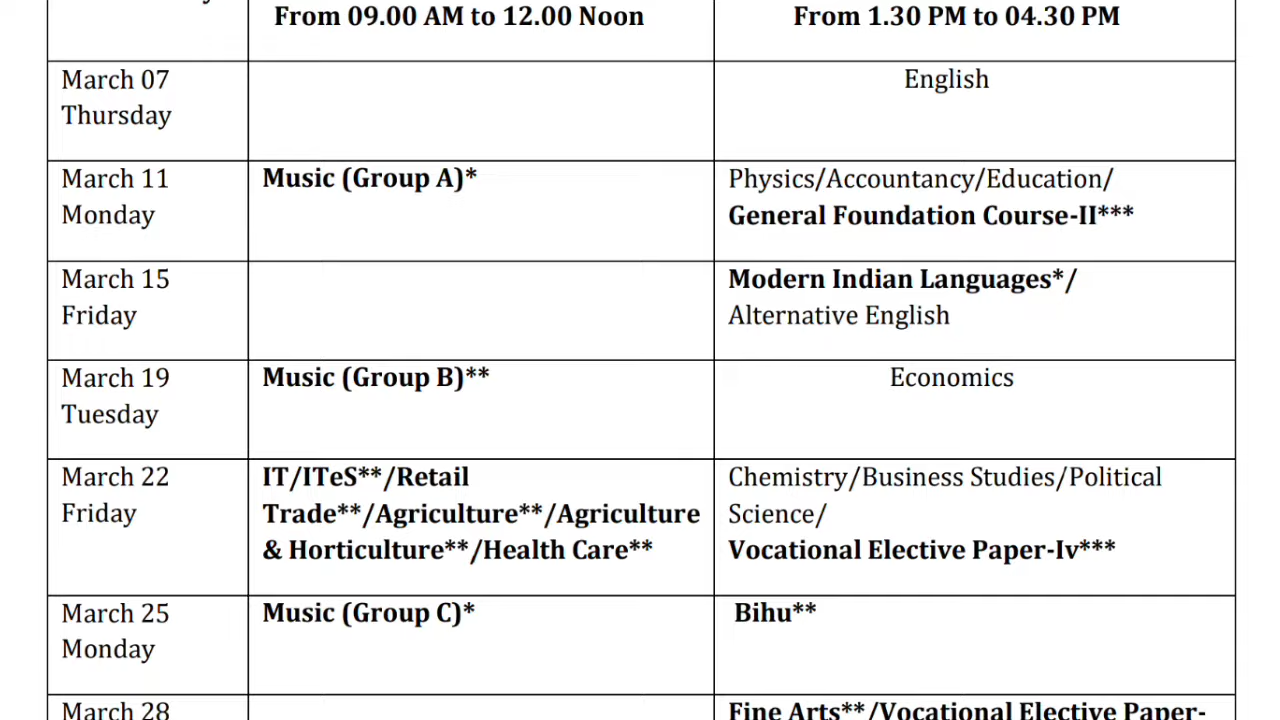 From 09.00 AM to 12.00 Noon
From 1.30 PM to 04.30 PM
March 07
Thursday
English
March 11
Monday
Music (Group A)*
Physics/Accountancy/Education/
General Foundation Course-II***
March 15
Friday
Modern Indian Languages*/
Alternative English
March 19
Tuesday
Music (Group B)**
Economics
March 22
Friday
IT/ITeS**/Retail
Trade**/Agriculture**/Agriculture
& Horticulture**/Health Care**
Chemistry/Business Studies/Political
Science/
Vocational Elective Paper-Iv***
March 25
Monday
Music (Group C)*
Bihu**
March 28
Fine Arts**/Vocational Elective Paper-